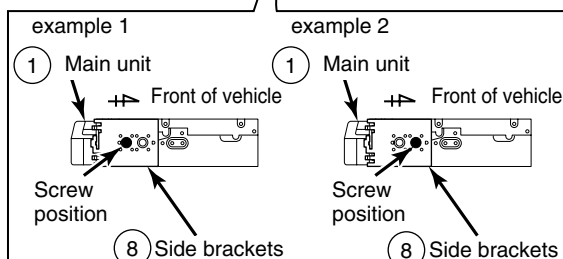 example 1
1 Main unit
Front of vehicle
Screw
position
8 Side brackets
example 2
1 Main unit
Front of vehicle
Screw
position
8 Side brackets